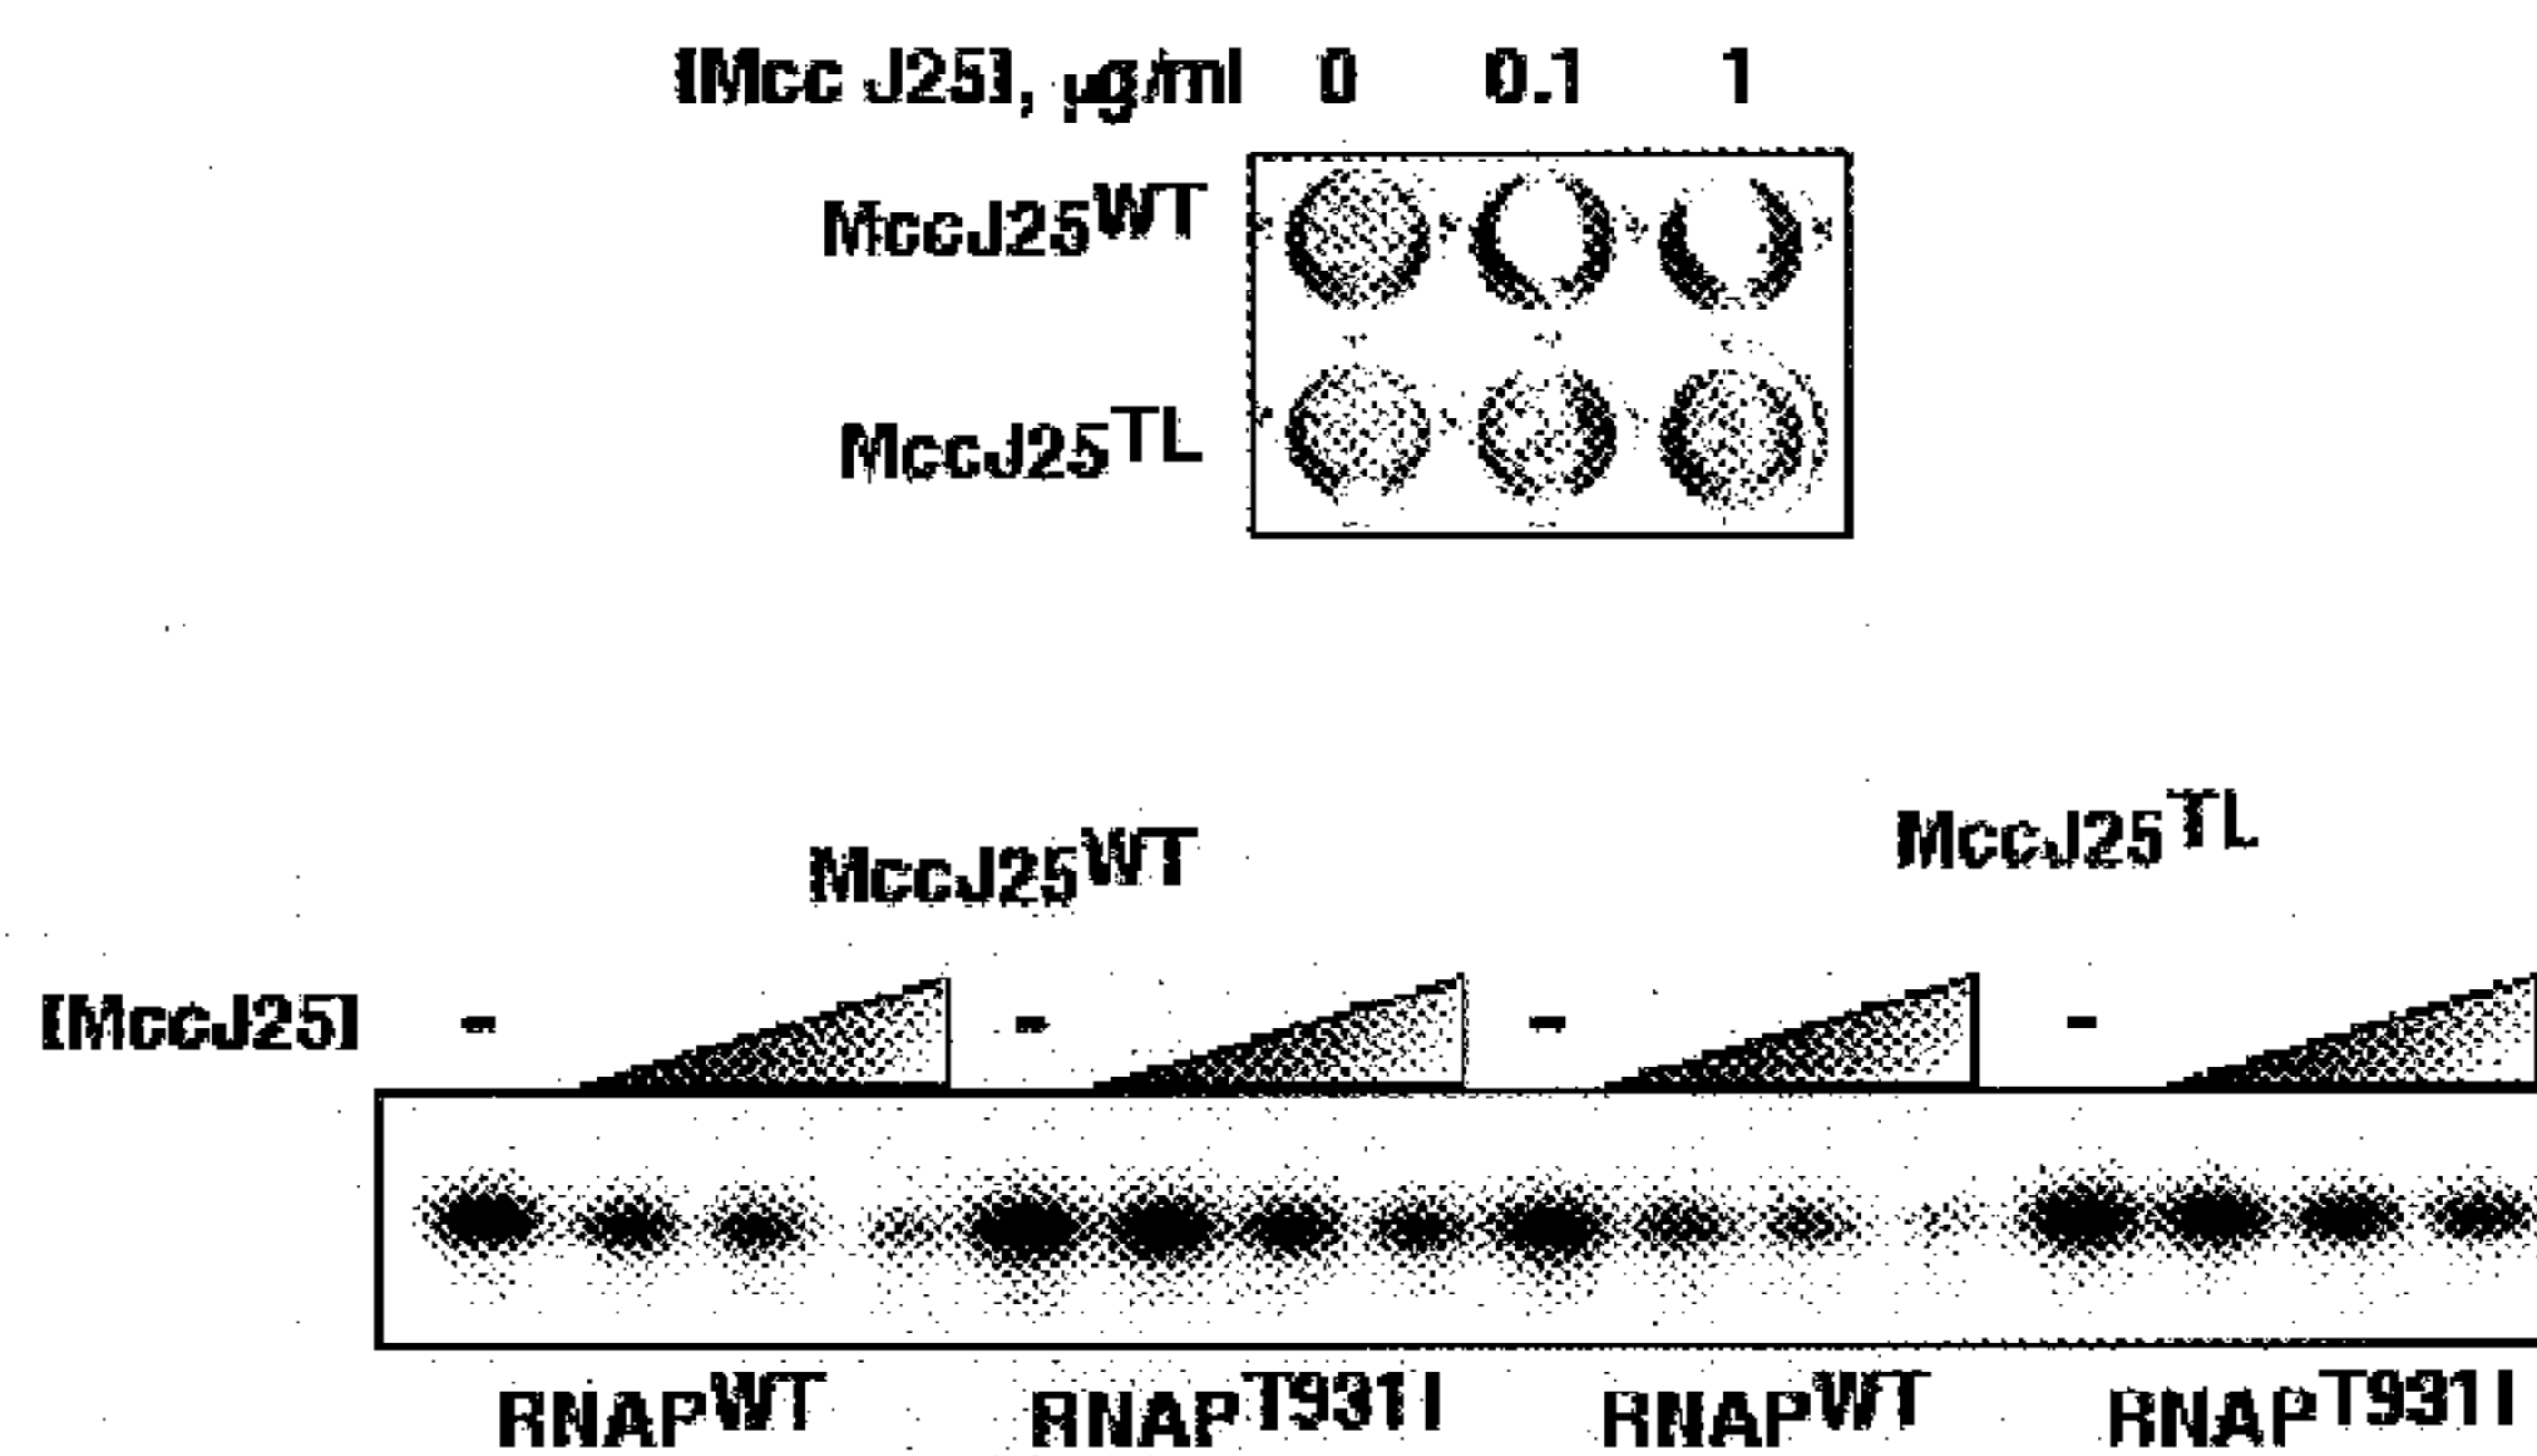 [Mcc J25], µg/ml 0 0.1 1
MccJ25WT
MccJ25TL
MccJ25WT MccJ25TL
[MccJ25] - - - -
RNAPWT RNAPT931I RNAPWT RNAPT931I